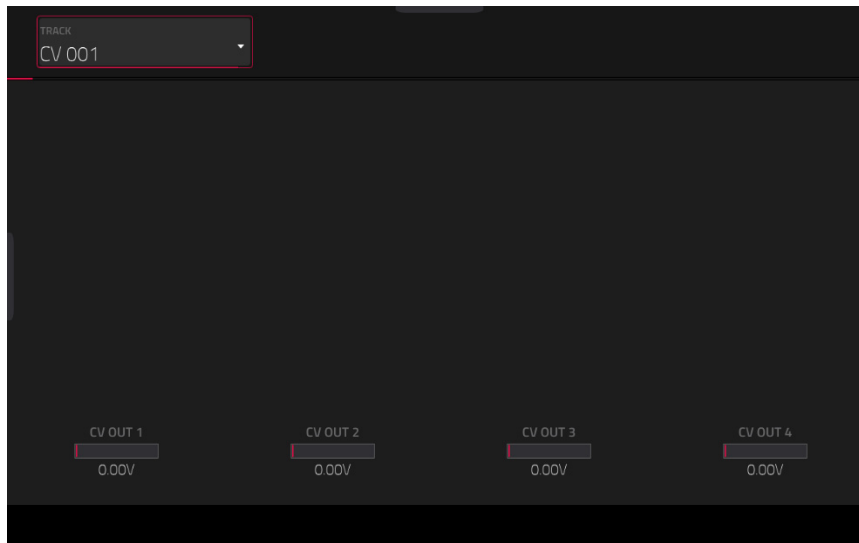 TRACK
CV 001
CV OUT 1 CV OUT 2 CV OUT 3 CV OUT 4
0.00V 0.00V 0.00V 0.00V